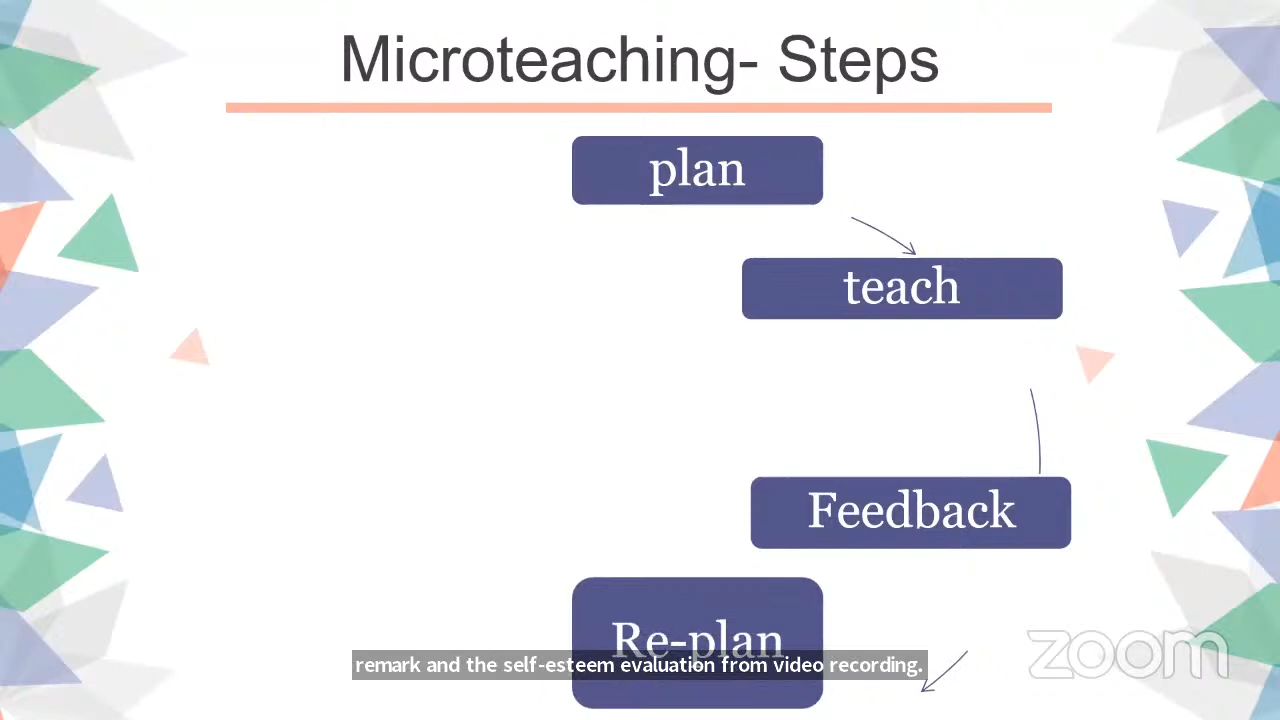 Microteaching- Steps
plan
teach
Feedback
Re-plan
remark and the self-esteem evaluation from video recording.
zoom